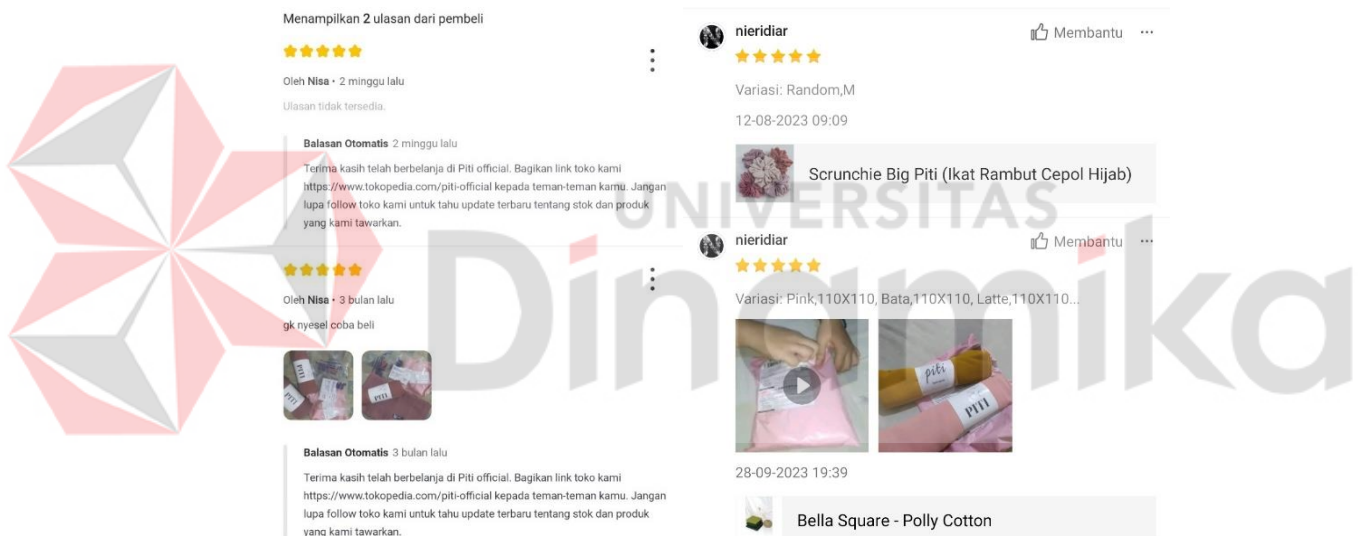 Menampilkan 2 ulasan dari pembeli
Oleh Nisa • 2 minggu lalu
Ulasan tidak tersedia.
Balasan Otomatis 2 minggu lalu
Terima kasih telah berbelanja di Piti official. Bagikan link toko kami
https://www.tokopedia.com/piti-official kepada teman-teman kamu. Jangan
lupa follow toko kami untuk tahu update terbaru tentang stok dan produk
yang kami tawarkan.
Oleh Nisa • 3 bulan lalu
gk nyesel coba beli
PITI
PITI
PITI
Balasan Otomatis 3 bulan lalu
Terima kasih telah berbelanja di Piti official. Bagikan link toko kami
https://www.tokopedia.com/piti-official kepada teman-teman kamu. Jangan
lupa follow toko kami untuk tahu update terbaru tentang stok dan produk
yang kami tawarkan.
nieridiar
Membantu
Variasi: Random,M
12-08-2023 09:09
Scrunchie Big Piti (Ikat Rambut Cepol Hijab)
nieridiar
Membantu
Variasi: Pink,110X110, Bata,110X110, Latte,110X110...
piti
PITI
28-09-2023 19:39
Bella Square - Polly Cotton
UNIVERSITAS
Dinamika